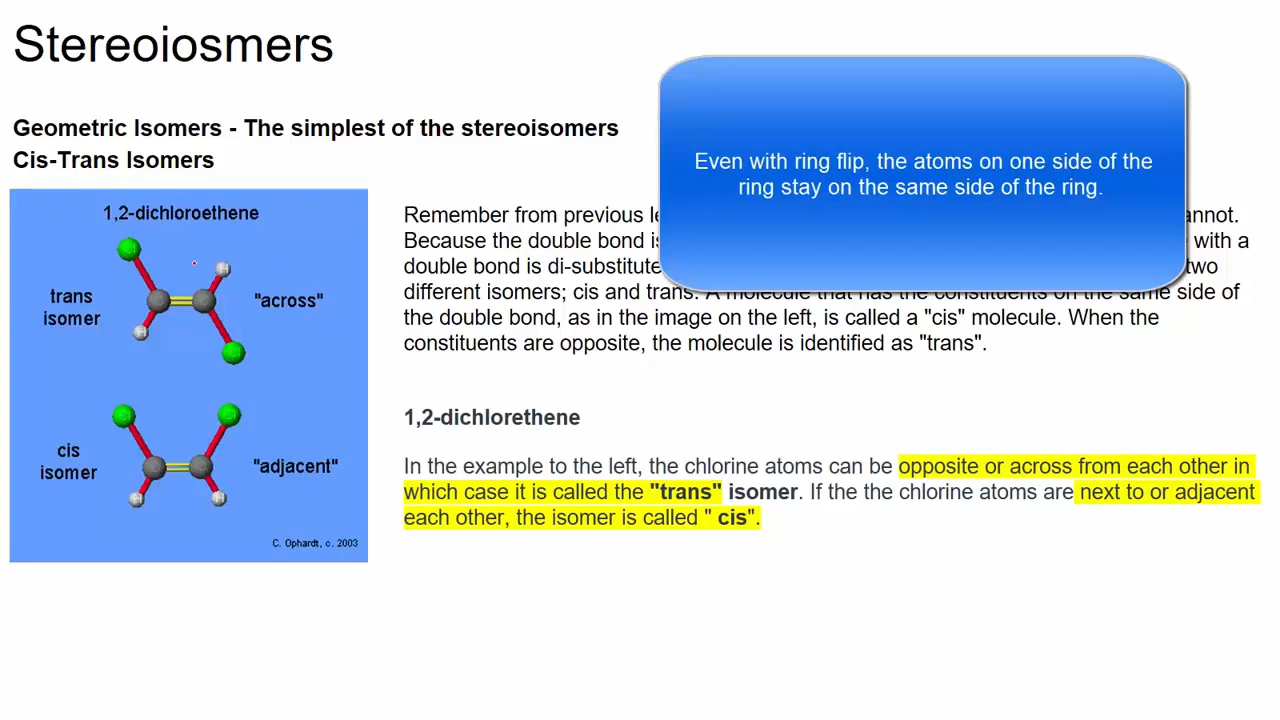 Stereoiosmers
Geometric Isomers - The simplest of the stereoisomers
Cis-Trans Isomers
Even with ring flip, the atoms on one side of the
ring stay on the same side of the ring.
1,2-dichloroethene
trans
isomer
"across"
cis
isomer
"adjacent"
C. Ophardt, c. 2003
Remember from previous
Because the double bond with a
double bond is two
different isomers; cis and trans. A molecule that has the constituents on the same side of
the double bond, as in the image on the left, is called a "cis" molecule. When the
constituents are opposite, the molecule is identified as "trans".
1,2-dichlorethene
In the example to the left, the chlorine atoms can be opposite or across from each other in
which case it is called the "trans" isomer. If the the chlorine atoms are next to or adjacent
each other, the isomer is called " cis".